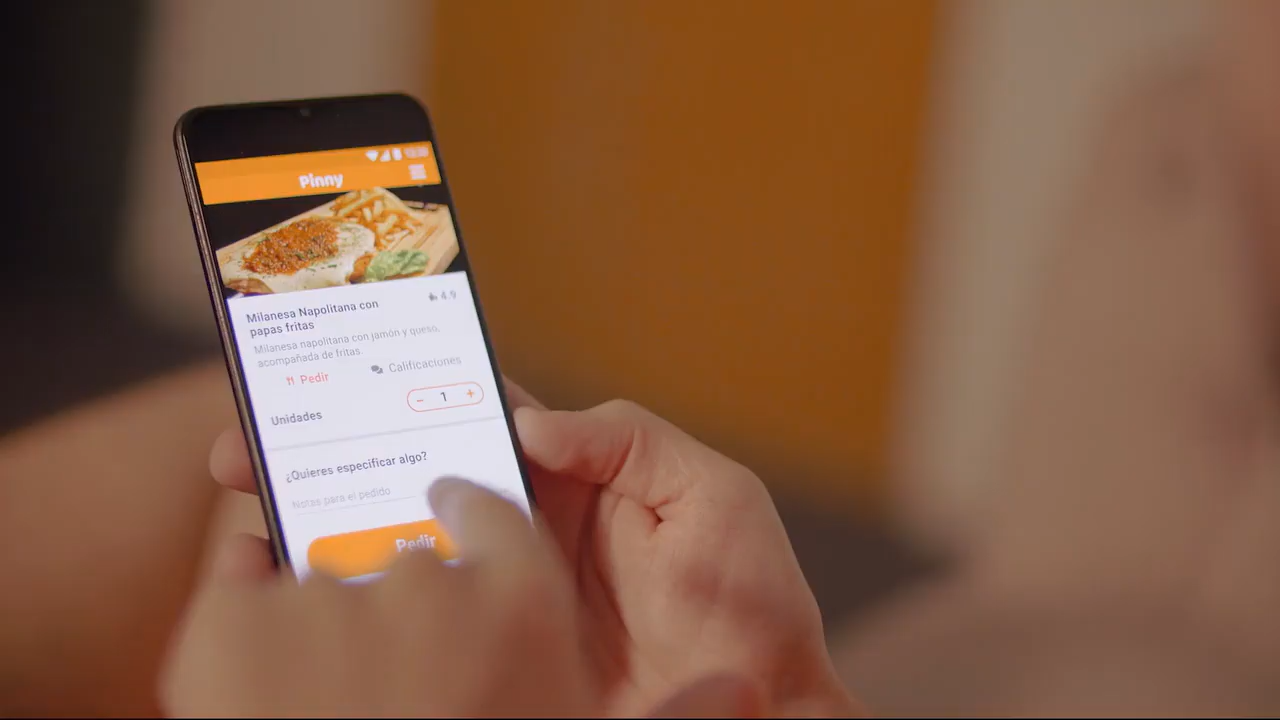 Pinny
Milanesa Napolitana con
papas fritas
4.9
Milanesa napolitana con jamón y queso,
acompañada de fritas.
Pedir
Calificaciones
Unidades
− 1 +
¿Quieres especificar algo?
Notas para el pedido
Pedir